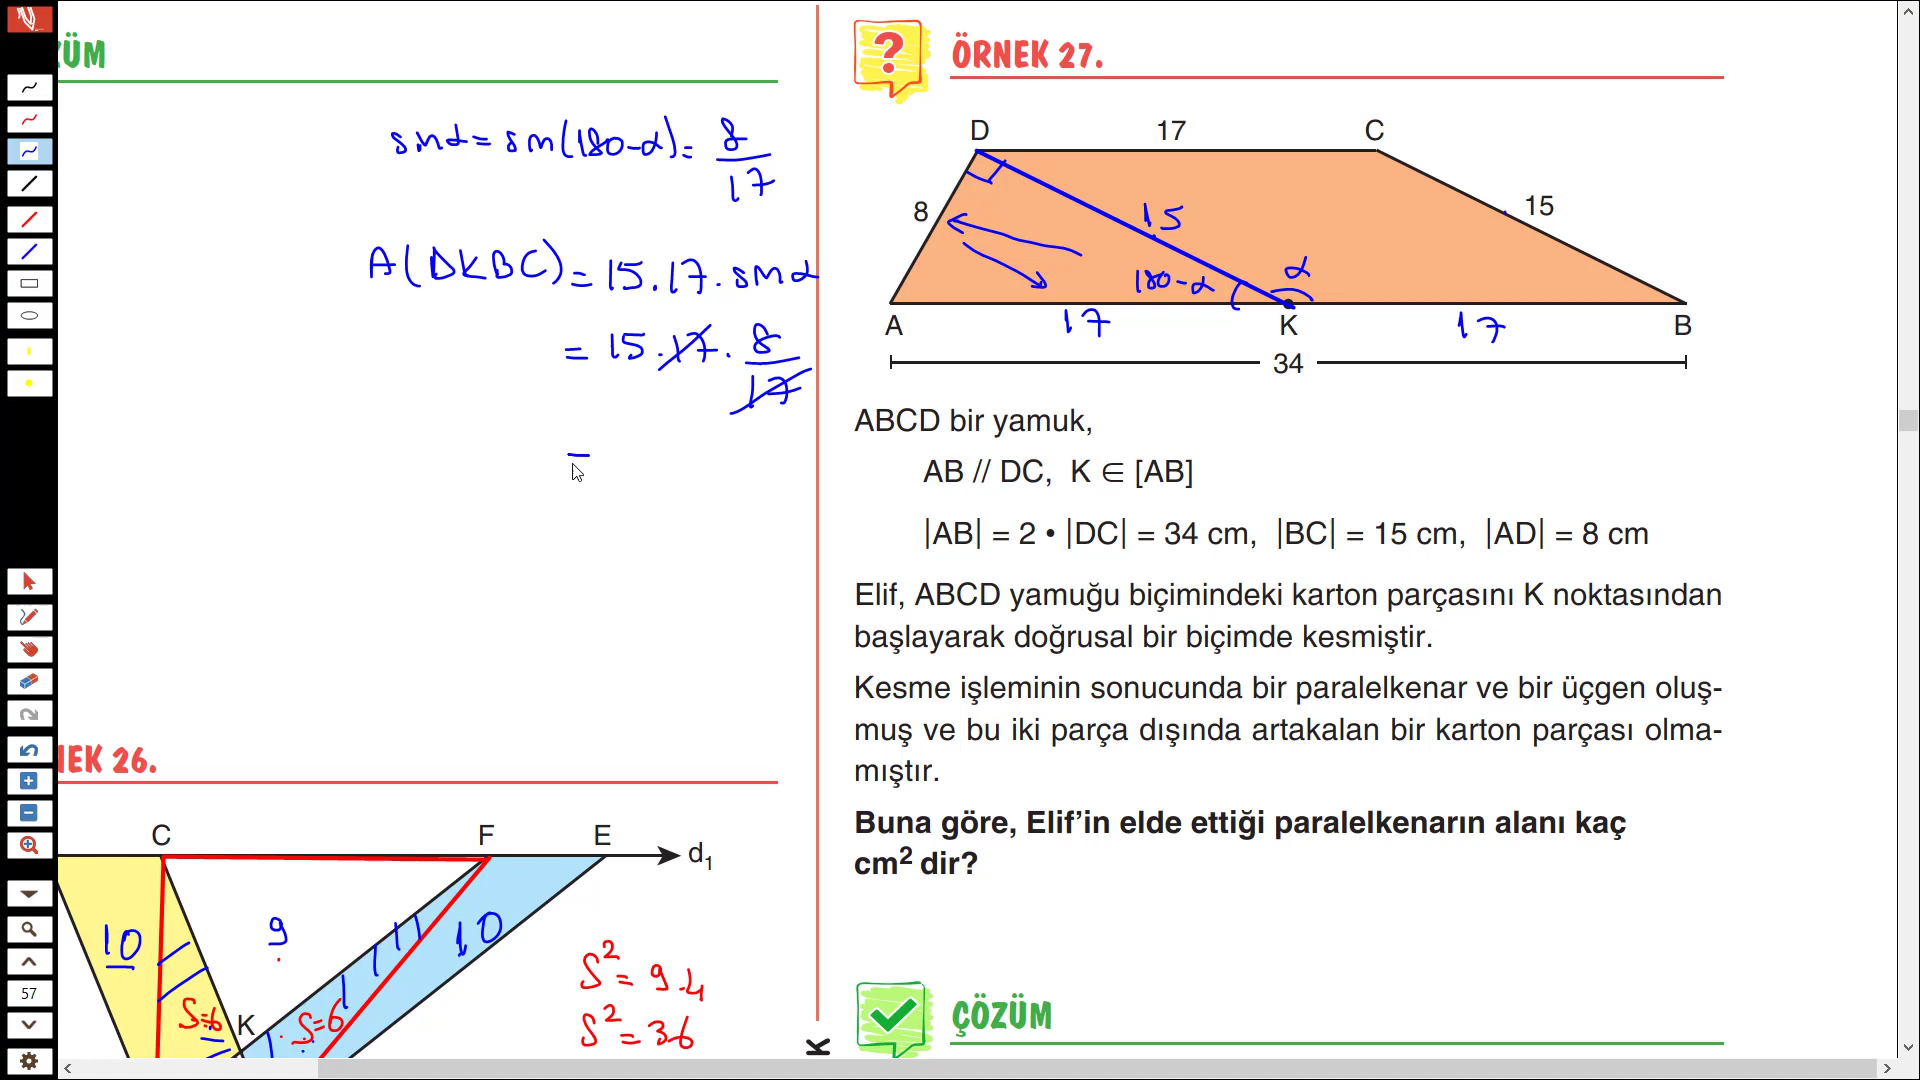 ÜM
sınα = sın(180-α) = 8/17
A(DKBC) = 15.17.sınα
= 15.17.8/17
=
NEK 26.
C F E d1
10 9 11 10
S=6 K S=6
S² = 9.4
S² = 36
ÖRNEK 27.
D 17 C
8 15 15
180-α α
A 17 K 17 B
34
ABCD bir yamuk,
AB // DC, K ∈ [AB]
|AB| = 2 • |DC| = 34 cm, |BC| = 15 cm, |AD| = 8 cm
Elif, ABCD yamuğu biçimindeki karton parçasını K noktasından
başlayarak doğrusal bir biçimde kesmiştir.
Kesme işleminin sonucunda bir paralelkenar ve bir üçgen oluş-
muş ve bu iki parça dışında artakalan bir karton parçası olma-
mıştır.
Buna göre, Elif’in elde ettiği paralelkenarın alanı kaç
cm² dir?
ÇÖZÜM
K
57